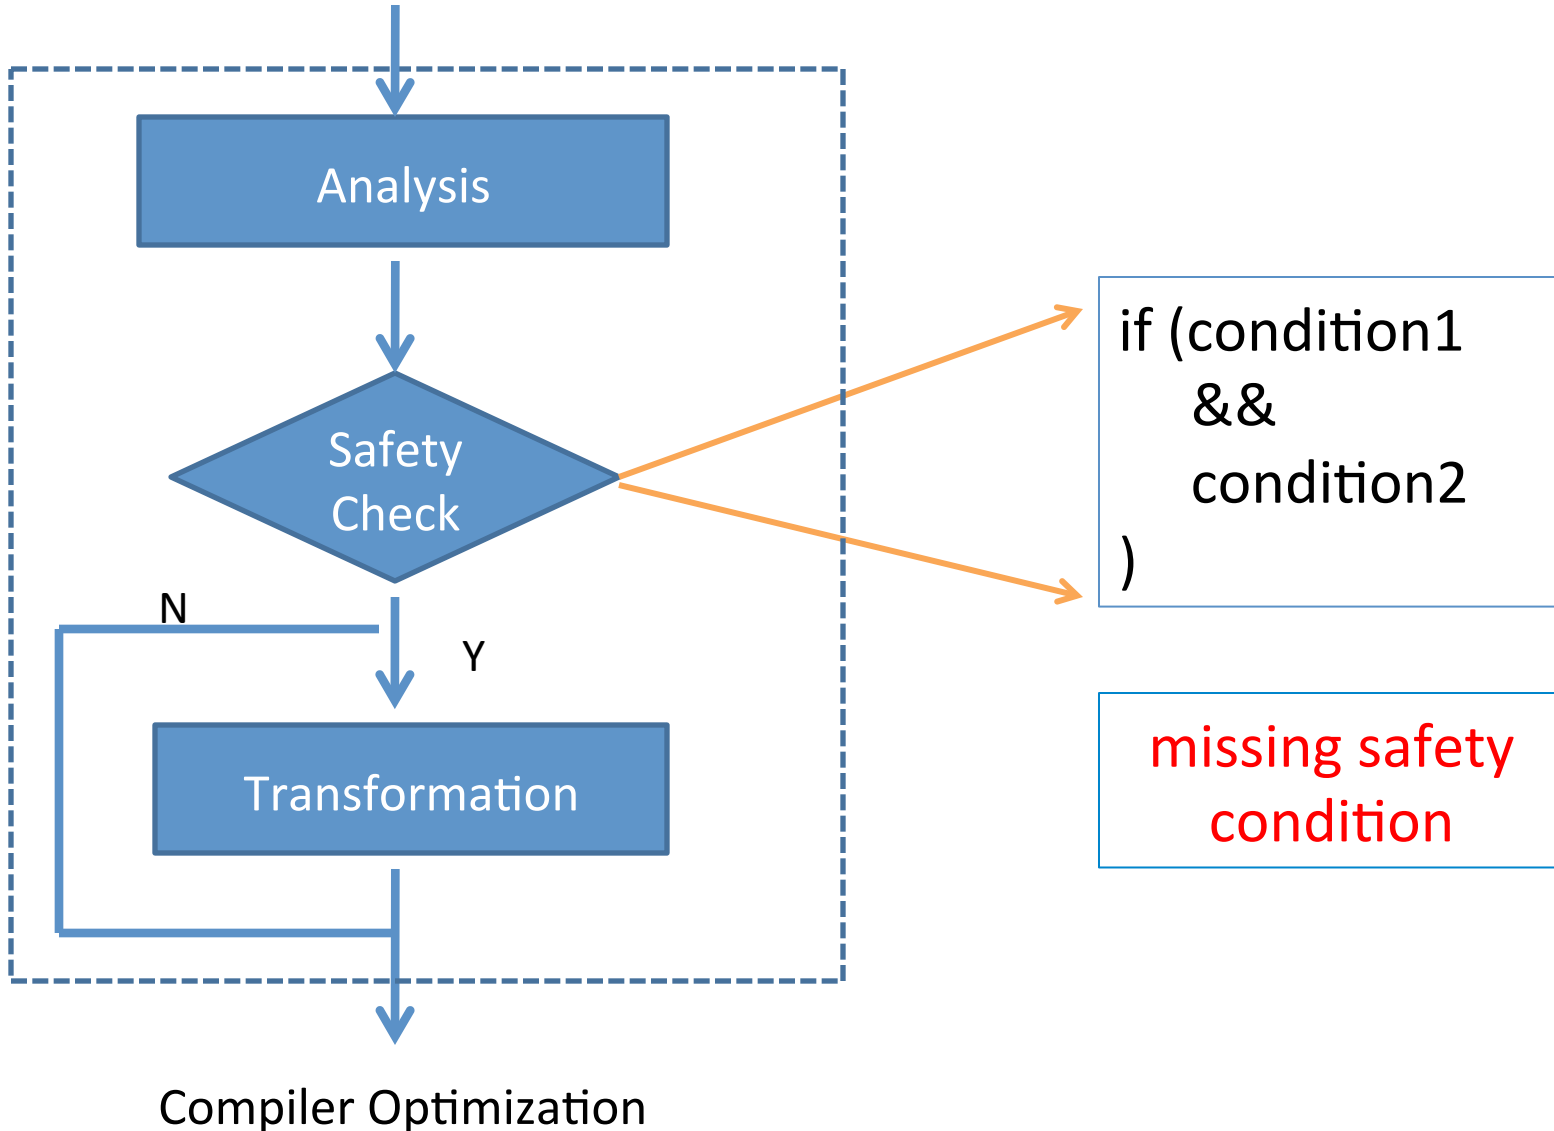 Analysis
Safety
Check
N
Y
Transformation
if (condition1
&&
condition2
)
missing safety
condition
Compiler Optimization